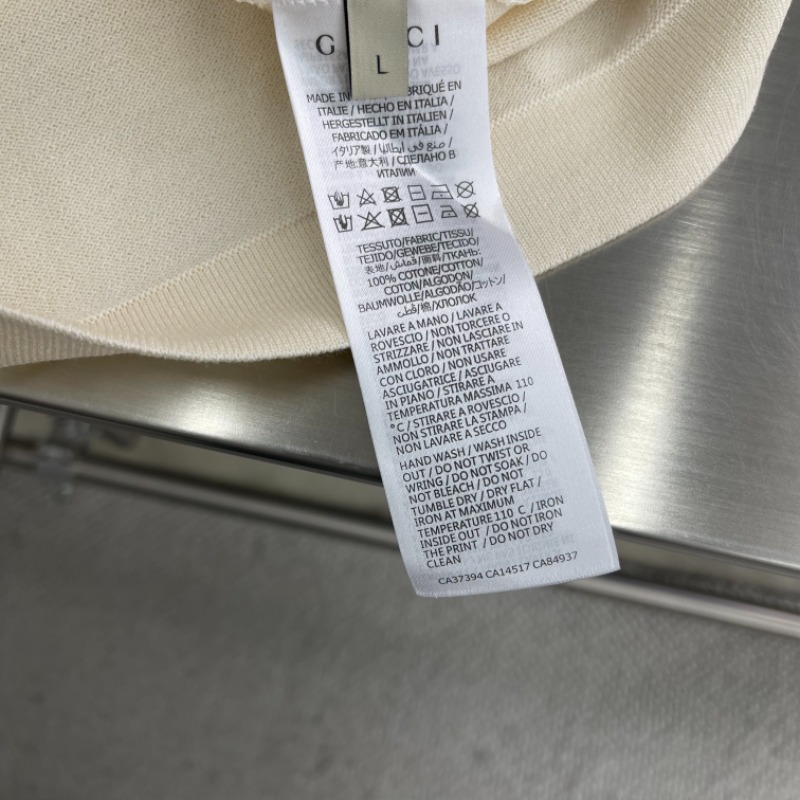 G CI
L
MADE IN BRIQUÉ EN
ITALIE / HECHO EN ITALIA /
HERGESTELLT IN ITALIEN /
FABRICADO EM ITÀLIA /
イタリア製 / صنع في ايطاليا /
产地:意大利 / СДЕЛАНО В
ИТАЛИИ
TESSUTO/FABRIC/TISSU/
TEJIDO/GEWEBE/TECIDO/
表地/قماش/面料/ТКАНЬ:
100% COTONE/COTTON/
COTON/ALGODON/
BAUMWOLLE/ALGODÃO/コットン/
قطن/棉/ХЛОПОК
LAVARE A MANO / LAVARE A
ROVESCIO / NON TORCERE O
STRIZZARE / NON LASCIARE IN
AMMOLLO / NON TRATTARE
CON CLORO / NON USARE
ASCIUGATRICE / ASCIUGARE
IN PIANO / STIRARE A
TEMPERATURA MASSIMA 110
°C / STIRARE A ROVESCIO /
NON STIRARE LA STAMPA /
NON LAVARE A SECCO
HAND WASH / WASH INSIDE
OUT / DO NOT TWIST OR
WRING / DO NOT SOAK / DO
NOT BLEACH / DO NOT
TUMBLE DRY / DRY FLAT /
IRON AT MAXIMUM
TEMPERATURE 110 C / IRON
INSIDE OUT / DO NOT IRON
THE PRINT / DO NOT DRY
CLEAN
CA37394 CA14517 CA84937